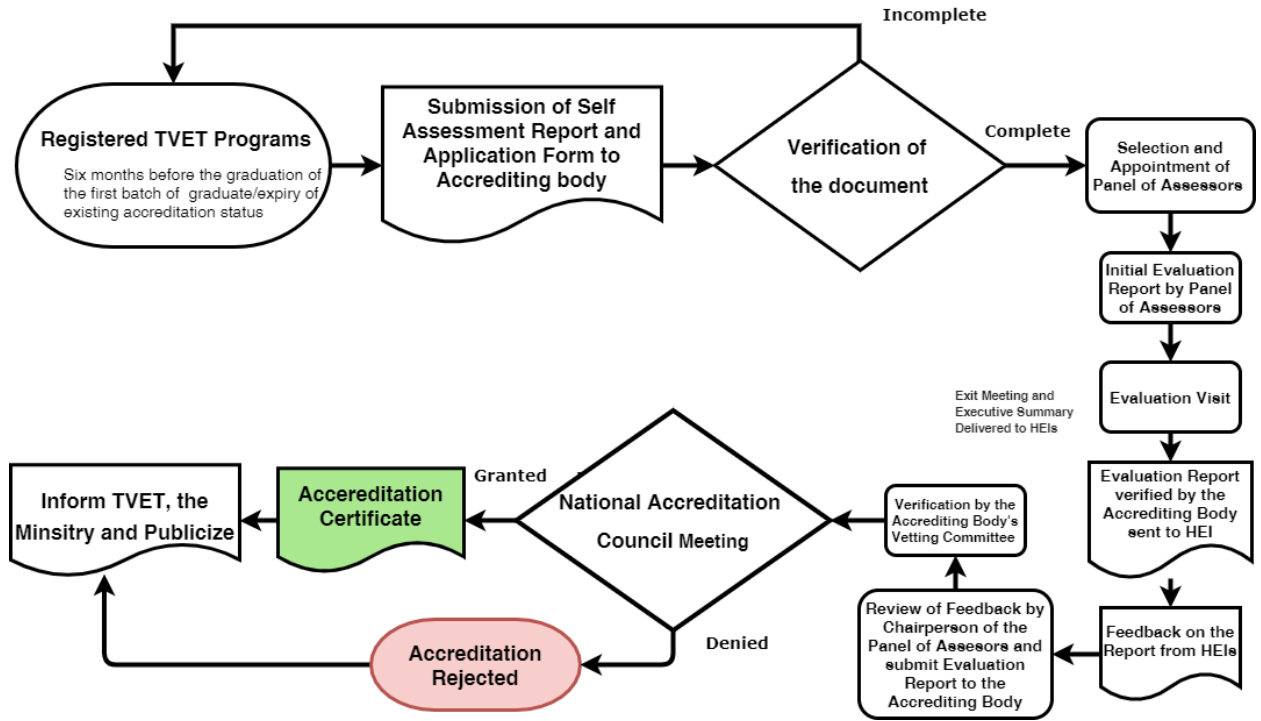 Incomplete
Registered TVET Programs
Six months before the graduation of
the first batch of graduate/expiry of
existing accreditation status
Submission of Self
Assessment Report and
Application Form to
Accrediting body
Verification of
the document
Complete
Selection and
Appointment of
Panel of Assessors
Initial Evaluation
Report by Panel
of Assessors
Evaluation Visit
Exit Meeting and
Executive Summary
Delivered to HEIs
Evaluation Report
verified by the
Accrediting Body
sent to HEI
Feedback on the
Report from HEIs
Review of Feedback by
Chairperson of the
Panel of Assesors and
submit Evaluation
Report to the
Accrediting Body
Verification by the
Accrediting Body's
Vetting Committee
National Accreditation
Council Meeting
Granted
Accereditation
Certificate
Inform TVET, the
Minsitry and Publicize
Denied
Accreditation
Rejected